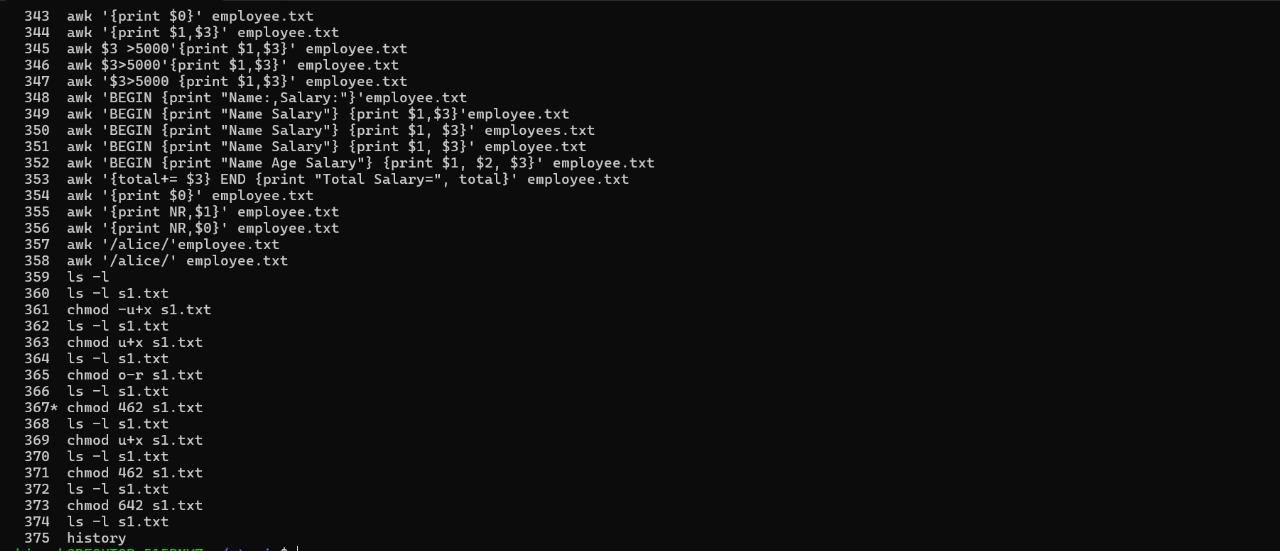 343 awk '{print $0}' employee.txt
344 awk '{print $1,$3}' employee.txt
345 awk $3 >5000'{print $1,$3}' employee.txt
346 awk $3>5000'{print $1,$3}' employee.txt
347 awk '$3>5000 {print $1,$3}' employee.txt
348 awk 'BEGIN {print "Name:,Salary:"}'employee.txt
349 awk 'BEGIN {print "Name Salary"} {print $1,$3}'employee.txt
350 awk 'BEGIN {print "Name Salary"} {print $1, $3}' employees.txt
351 awk 'BEGIN {print "Name Salary"} {print $1, $3}' employee.txt
352 awk 'BEGIN {print "Name Age Salary"} {print $1, $2, $3}' employee.txt
353 awk '{total+= $3} END {print "Total Salary=", total}' employee.txt
354 awk '{print $0}' employee.txt
355 awk '{print NR,$1}' employee.txt
356 awk '{print NR,$0}' employee.txt
357 awk '/alice/'employee.txt
358 awk '/alice/' employee.txt
359 ls -l
360 ls -l s1.txt
361 chmod -u+x s1.txt
362 ls -l s1.txt
363 chmod u+x s1.txt
364 ls -l s1.txt
365 chmod o-r s1.txt
366 ls -l s1.txt
367* chmod 462 s1.txt
368 ls -l s1.txt
369 chmod u+x s1.txt
370 ls -l s1.txt
371 chmod 462 s1.txt
372 ls -l s1.txt
373 chmod 642 s1.txt
374 ls -l s1.txt
375 history